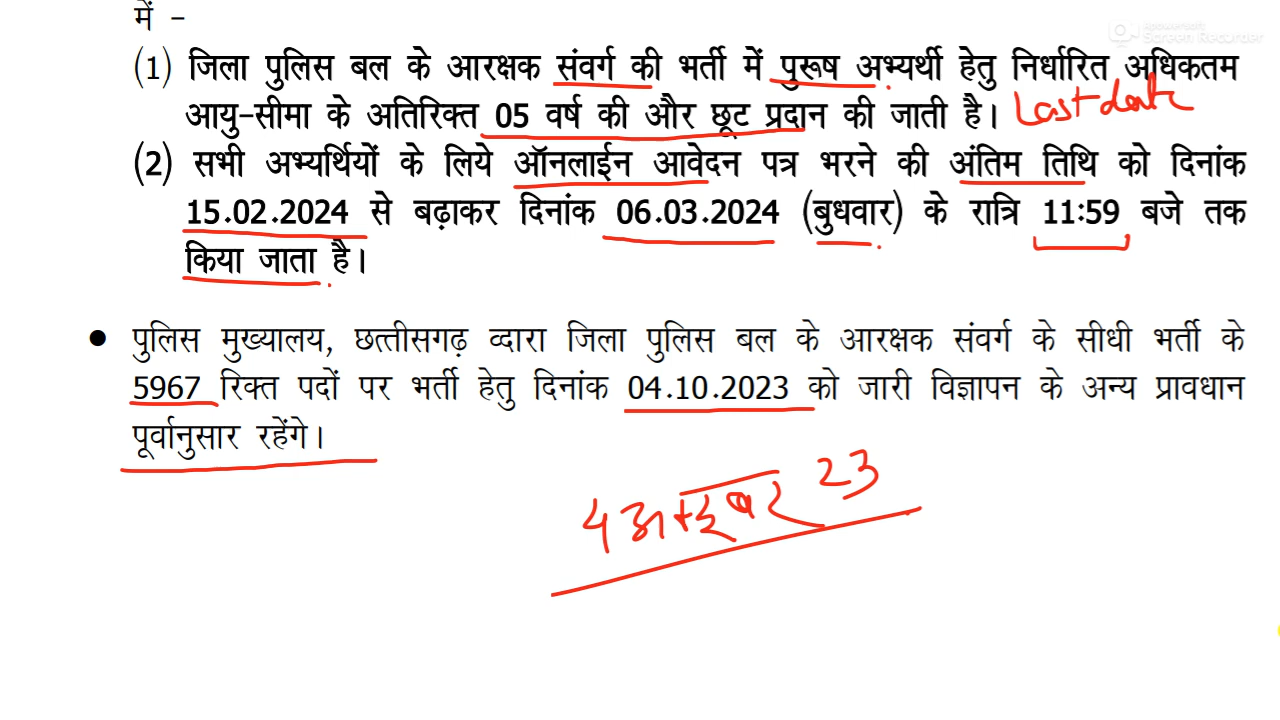 में –
Apowersoft
Screen Recorder
(1) जिला पुलिस बल के आरक्षक संवर्ग की भर्ती में पुरूष अभ्यर्थी हेतु निर्धारित अधिकतम
आयु-सीमा के अतिरिक्त 05 वर्ष की और छूट प्रदान की जाती है। Last date
(2) सभी अभ्यर्थियों के लिये ऑनलाईन आवेदन पत्र भरने की अंतिम तिथि को दिनांक
15.02.2024 से बढ़ाकर दिनांक 06.03.2024 (बुधवार) के रात्रि 11:59 बजे तक
किया जाता है।
• पुलिस मुख्यालय, छत्तीसगढ़ व्दारा जिला पुलिस बल के आरक्षक संवर्ग के सीधी भर्ती के
5967 रिक्त पदों पर भर्ती हेतु दिनांक 04.10.2023 को जारी विज्ञापन के अन्य प्रावधान
पूर्वानुसार रहेंगे।
4 23